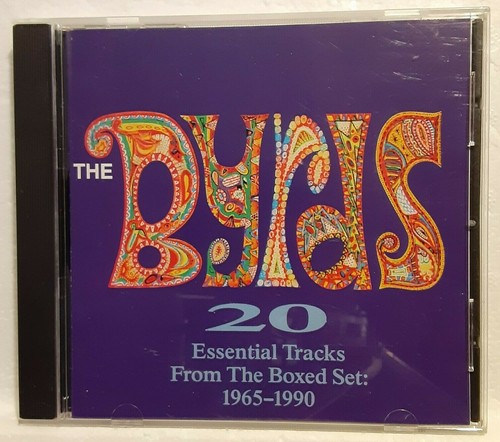 THE BYRdS
20
Essential Tracks
From The Boxed Set:
1965-1990